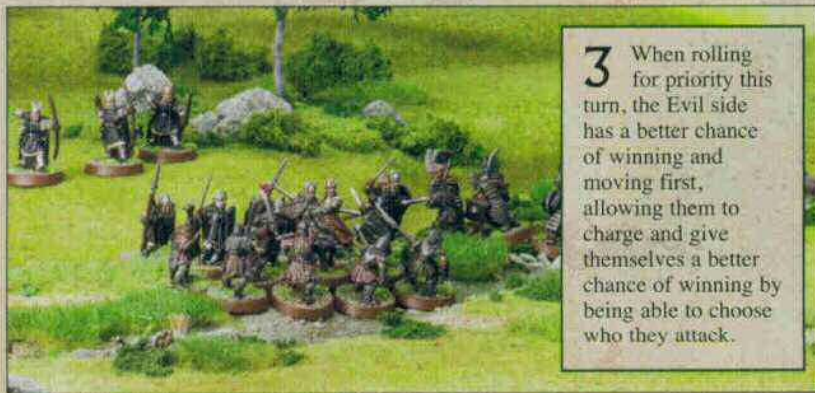 3 When rolling
for priority this
turn, the Evil side
has a better chance
of winning and
moving first,
allowing them to
charge and give
themselves a better
chance of winning by
being able to choose
who they attack.